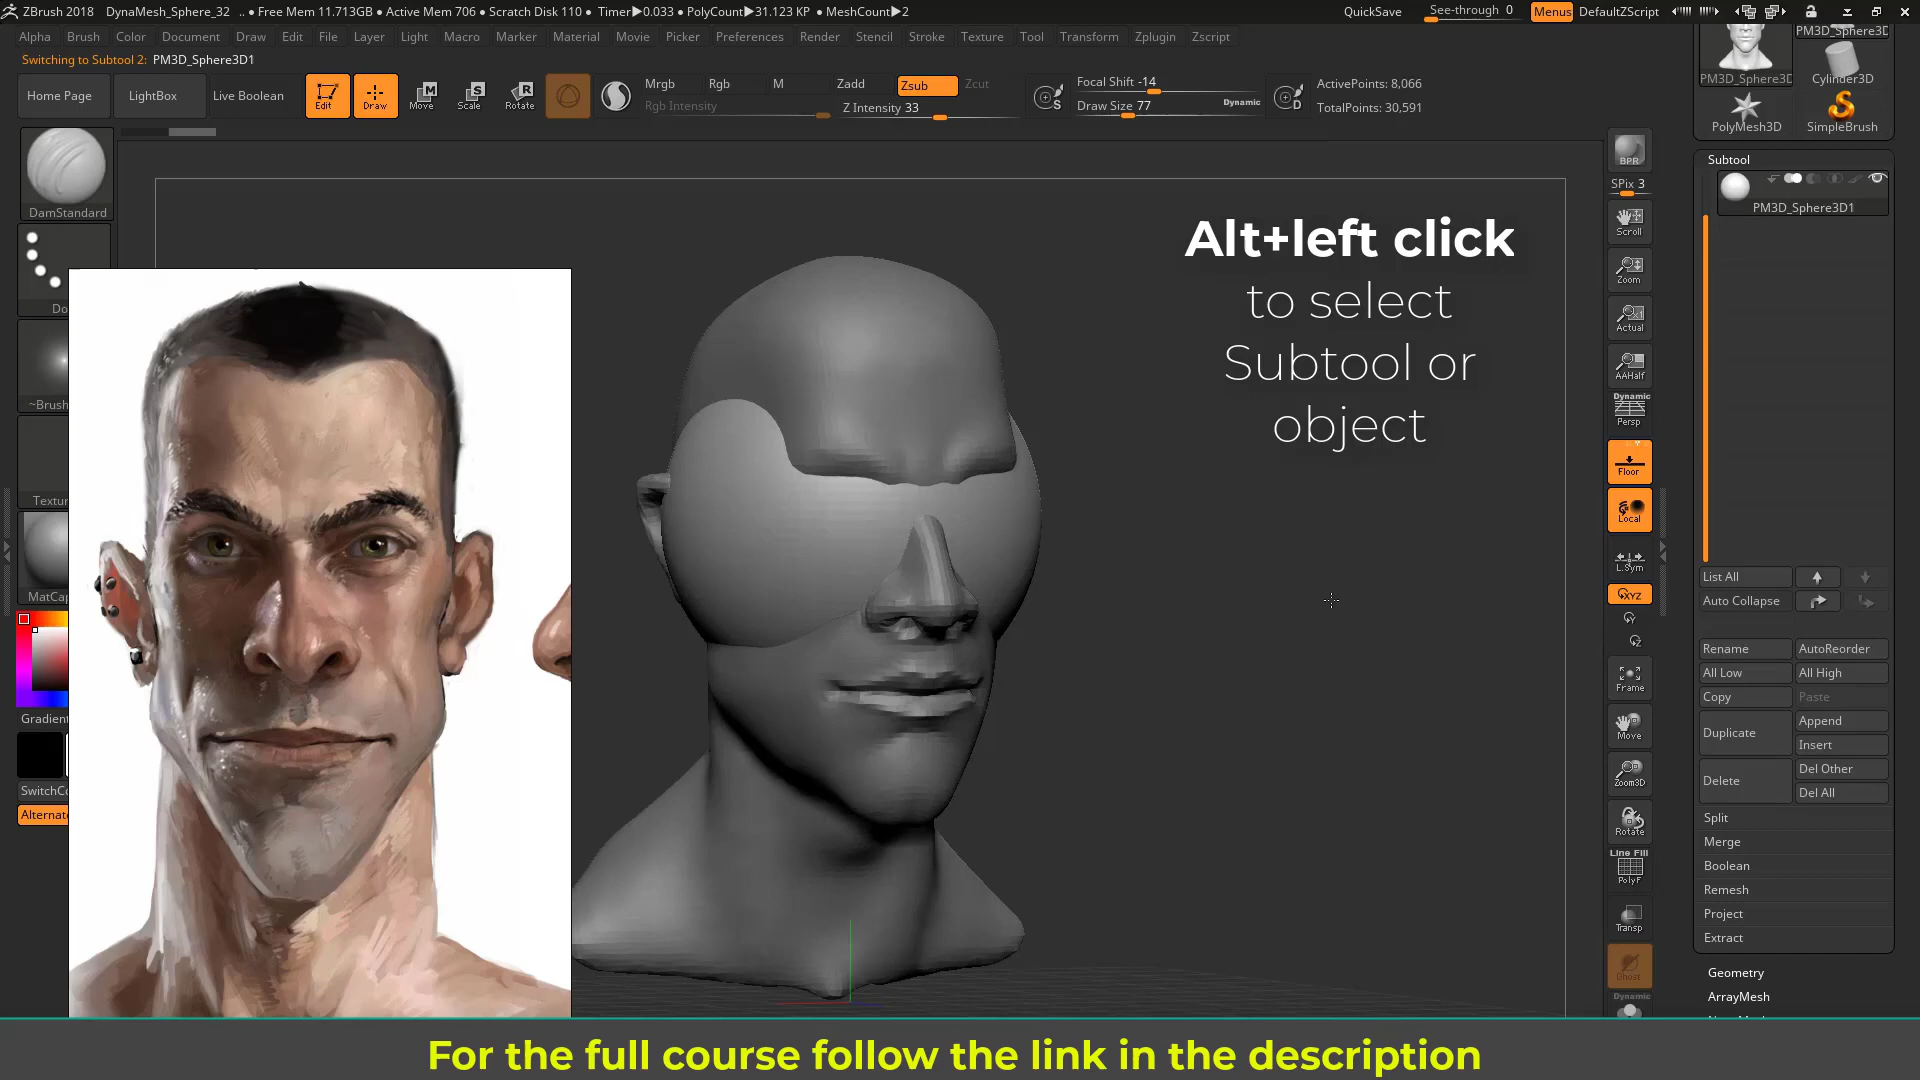 ZBrush 2018 DynaMesh_Sphere_32 .. • Free Mem 11.713GB • Active Mem 706 • Scratch Disk 110 • Timer▶0.033 • PolyCount▶31.123 KP • MeshCount▶2 QuickSave See-through 0 Menus DefaultZScript
Alpha Brush Color Document Draw Edit File Layer Light Macro Marker Material Movie Picker Preferences Render Stencil Stroke Texture Tool Transform Zplugin Zscript
Switching to Subtool 2: PM3D_Sphere3D1
Home Page LightBox Live Boolean Edit Draw Move Scale Rotate
Mrgb Rgb M Zadd Zsub Zcut
Rgb Intensity Z Intensity 33
Focal Shift -14
Draw Size 77 Dynamic
ActivePoints: 8,066
TotalPoints: 30,591
PM3D_Sphere3D
PM3D_Sphere3D Cylinder3D
PolyMesh3D SimpleBrush
DamStandard
Do
~Brush
Textur
MatCap
Gradient
SwitchCo
Alternat
Alt+left click
to select
Subtool or
object
BPR
SPix 3
Scroll
Zoom
Actual
AAHalf
Dynamic
Persp
Floor
Local
L.Sym
XYZ
Frame
Move
Zoom3D
Rotate
Line Fill
PolyF
Transp
Ghost
Dynamic
Subtool
PM3D_Sphere3D1
List All
Auto Collapse
Rename AutoReorder
All Low All High
Copy Paste
Duplicate Append
Insert
Delete Del Other
Del All
Split
Merge
Boolean
Remesh
Project
Extract
Geometry
ArrayMesh
For the full course follow the link in the description